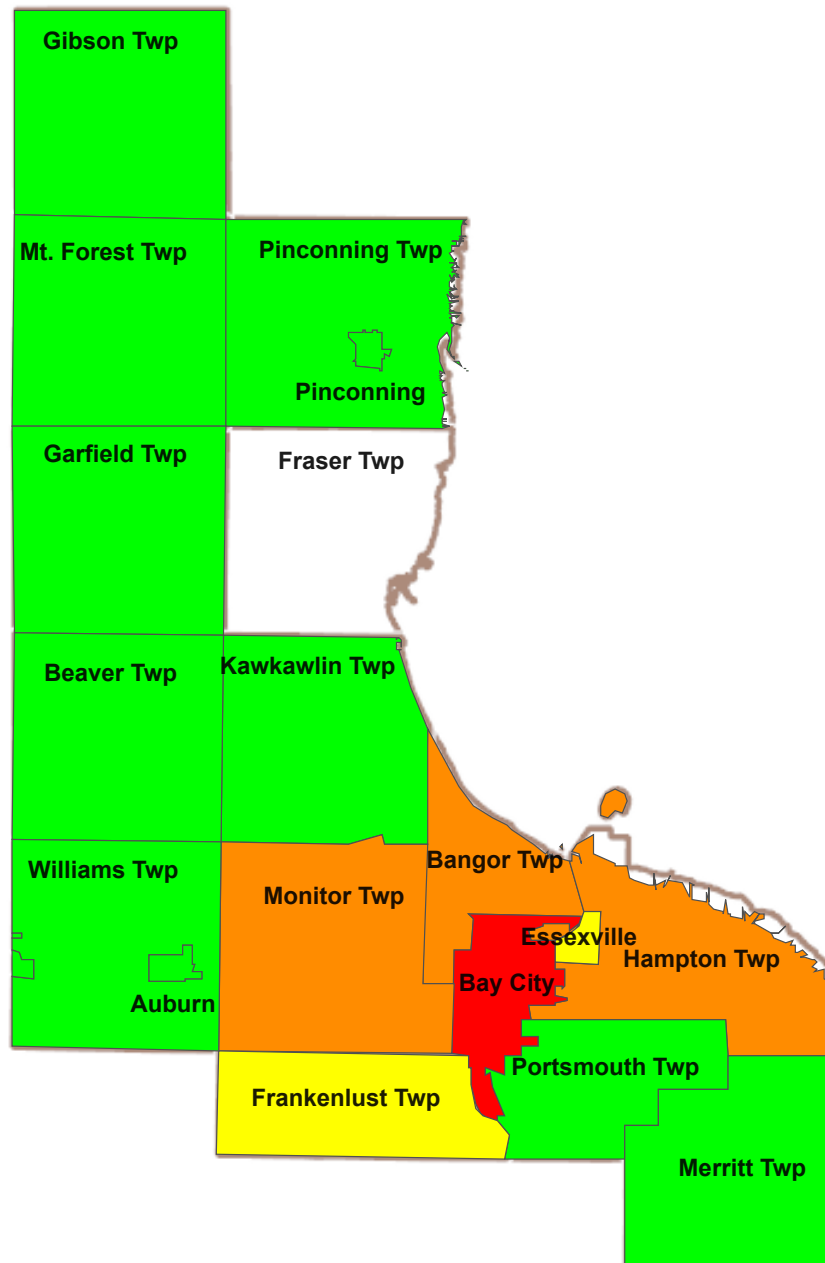 Gibson Twp
Mt. Forest Twp
Pinconning Twp
Pinconning
Garfield Twp
Fraser Twp
Beaver Twp
Kawkawlin Twp
Williams Twp
Bangor Twp
Monitor Twp
Essexville
Hampton Twp
Bay City
Auburn
Portsmouth Twp
Frankenlust Twp
Merritt Twp